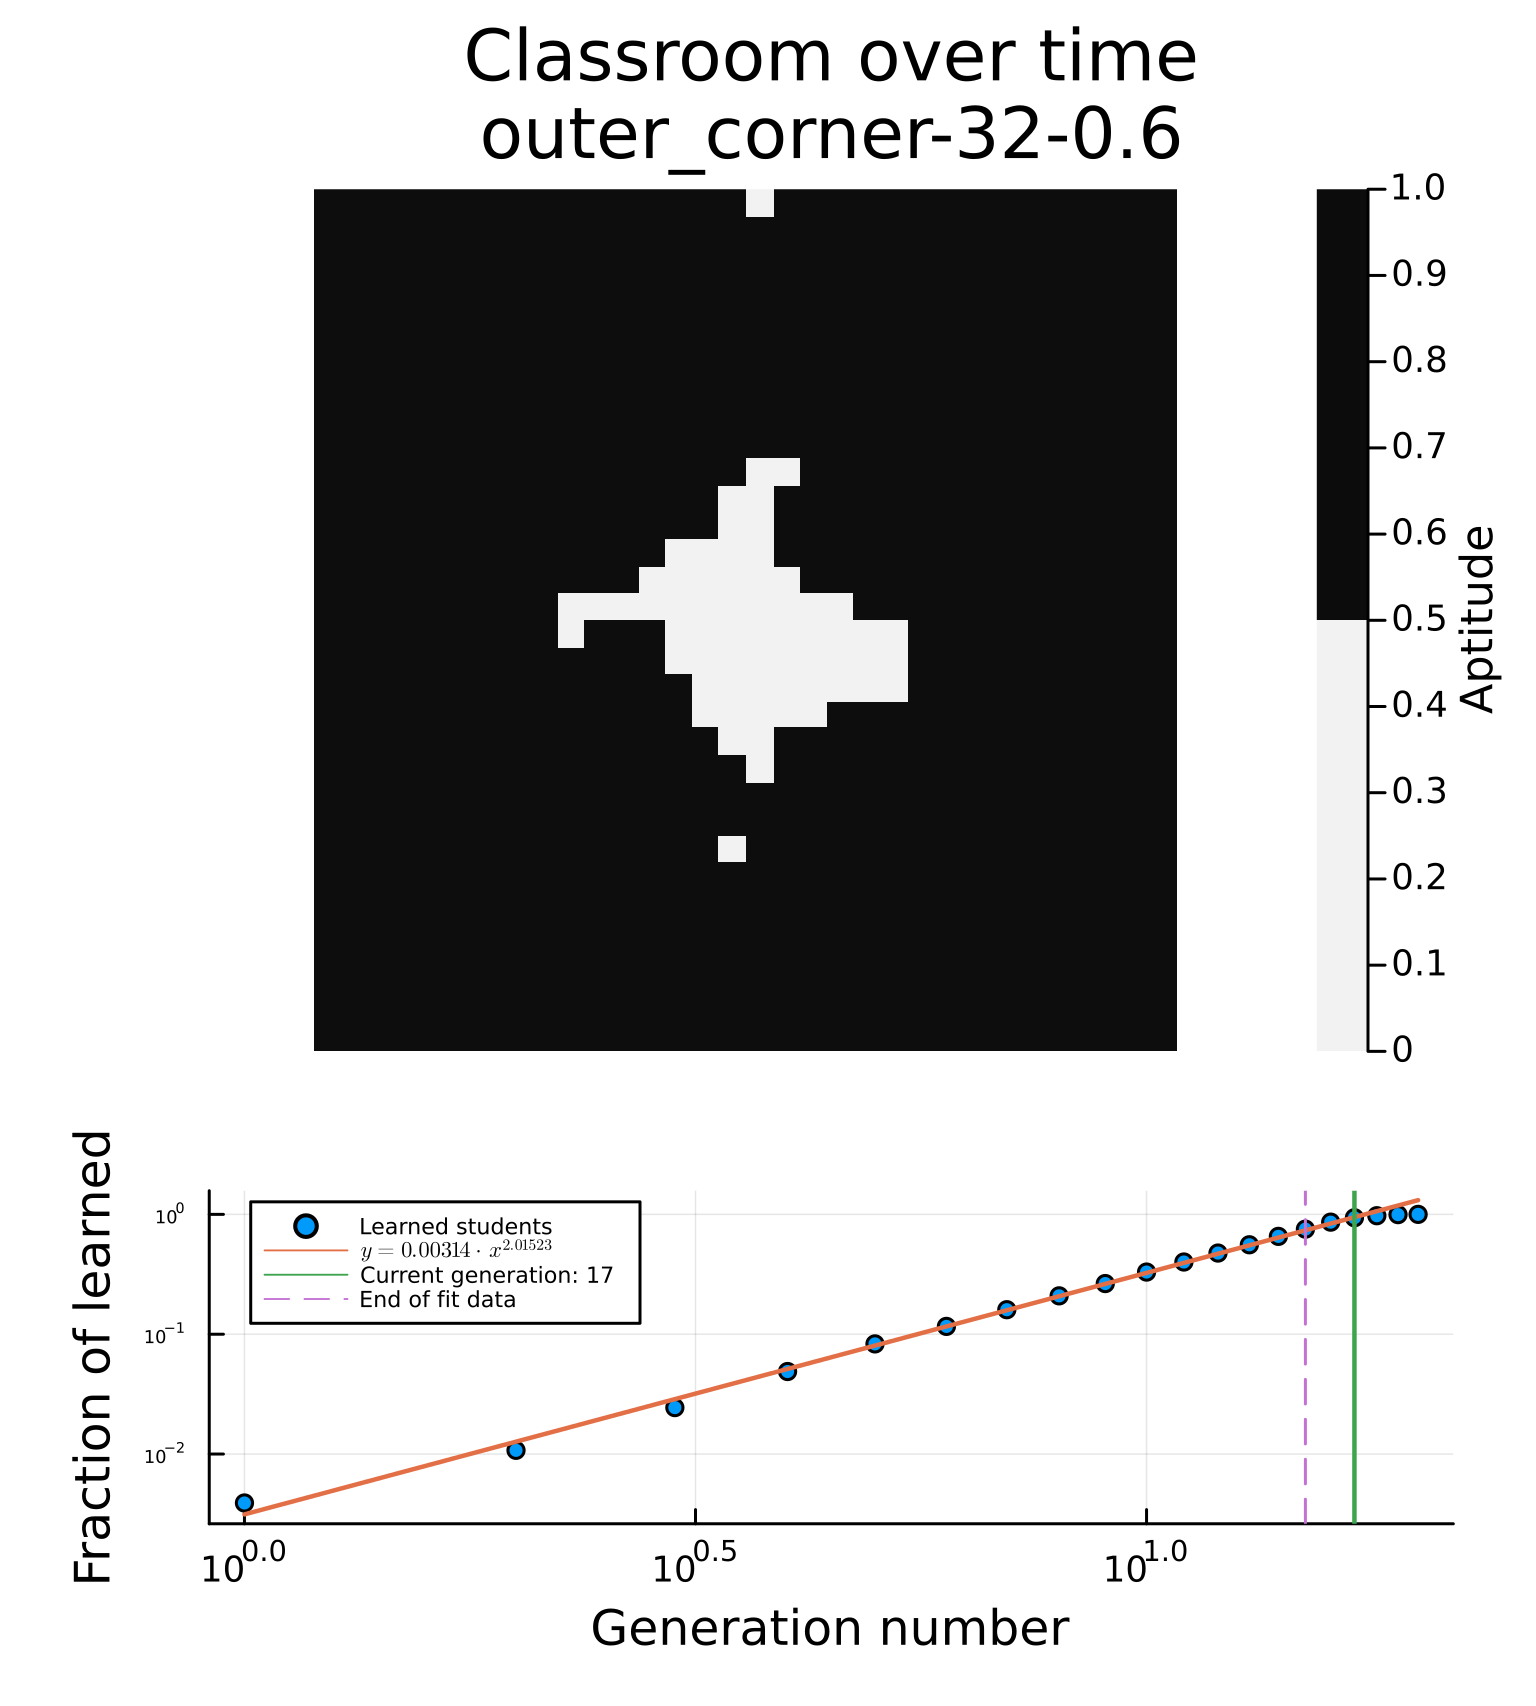 Classroom over time
outer_corner-32-0.6
1.0
0.9
0.8
0.7
0.6
0.5
0.4
0.3
0.2
0.1
0
Aptitude
Fraction of learned
10^0
10^-1
10^-2
Learned students
y = 0.00314 · x^2.01523
Current generation: 17
End of fit data
10^0.0
10^0.5
10^1.0
Generation number